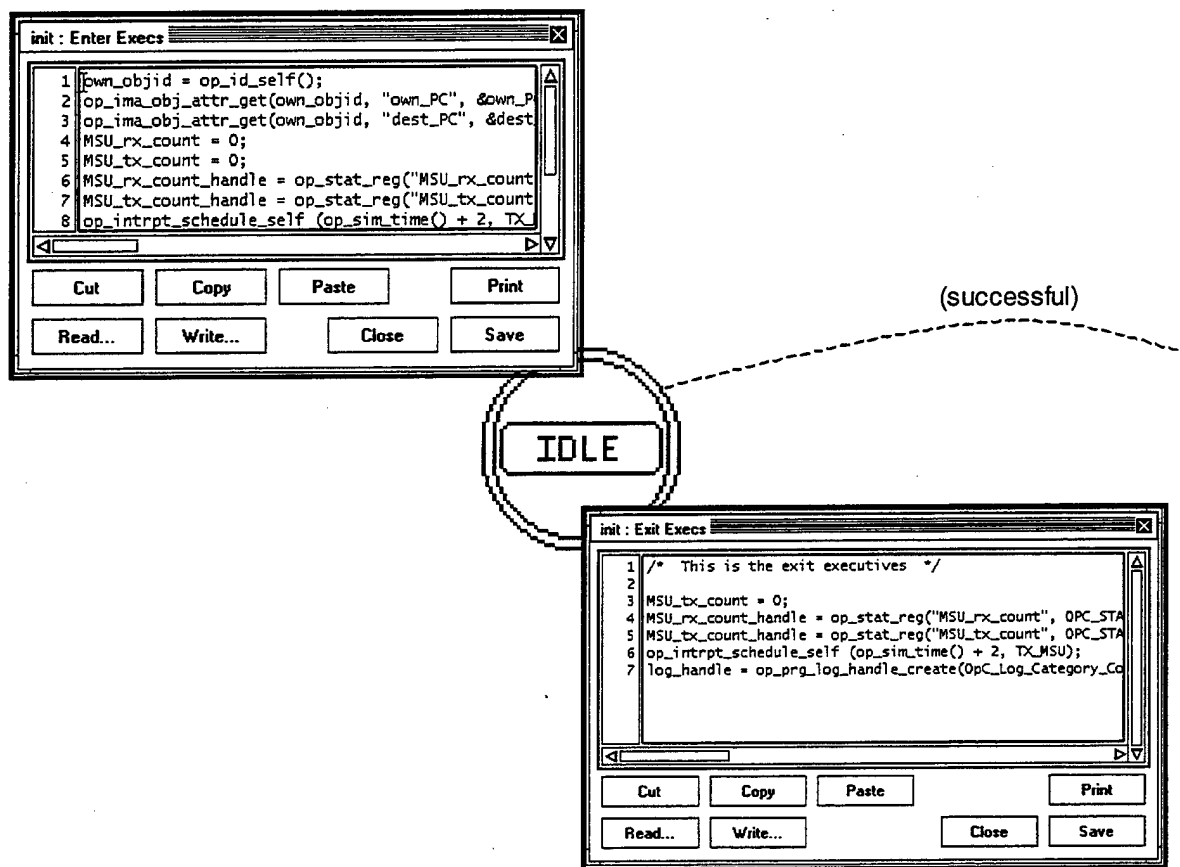 init : Enter Execs
1 own_objid = op_id_self();
2 op_ima_obj_attr_get(own_objid, "own_PC", &own_P
3 op_ima_obj_attr_get(own_objid, "dest_PC", &dest_
4 MSU_rx_count = 0;
5 MSU_tx_count = 0;
6 MSU_rx_count_handle = op_stat_reg("MSU_rx_count
7 MSU_tx_count_handle = op_stat_reg("MSU_tx_count
8 op_intrpt_schedule_self (op_sim_time() + 2, TX_
Cut Copy Paste Print
Read... Write... Close Save
(successful)
IDLE
init : Exit Execs
1 /* This is the exit executives */
2
3 MSU_tx_count = 0;
4 MSU_rx_count_handle = op_stat_reg("MSU_rx_count", OPC_STA
5 MSU_tx_count_handle = op_stat_reg("MSU_tx_count", OPC_STA
6 op_intrpt_schedule_self (op_sim_time() + 2, TX_MSU);
7 log_handle = op_prg_log_handle_create(OpC_Log_Category_Co
Cut Copy Paste Print
Read... Write... Close Save